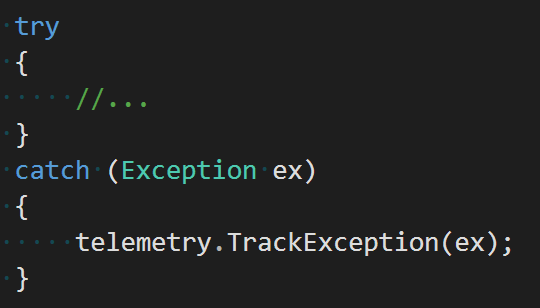 try
{
    //...
}
catch (Exception ex)
{
    telemetry.TrackException(ex);
}